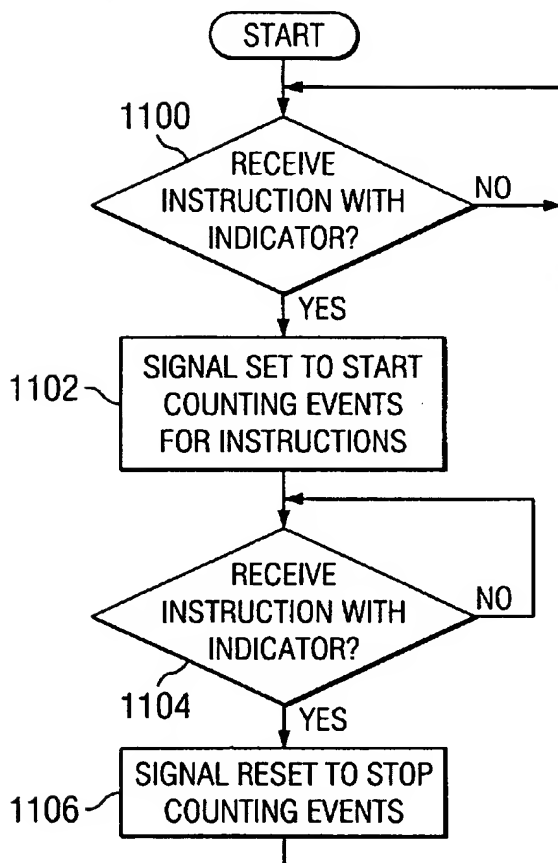 START
1100
RECEIVE
INSTRUCTION WITH
INDICATOR?
NO
YES
1102
SIGNAL SET TO START
COUNTING EVENTS
FOR INSTRUCTIONS
RECEIVE
INSTRUCTION WITH
INDICATOR?
NO
1104
YES
1106
SIGNAL RESET TO STOP
COUNTING EVENTS